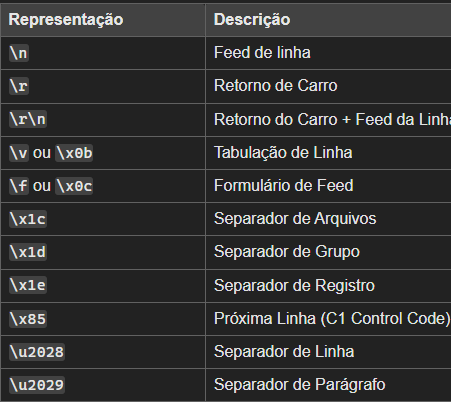 Representação Descrição
\n Feed de linha
\r Retorno de Carro
\r\n Retorno do Carro + Feed da Linha
\v ou \x0b Tabulação de Linha
\f ou \x0c Formulário de Feed
\x1c Separador de Arquivos
\x1d Separador de Grupo
\x1e Separador de Registro
\x85 Próxima Linha (C1 Control Code)
\u2028 Separador de Linha
\u2029 Separador de Parágrafo